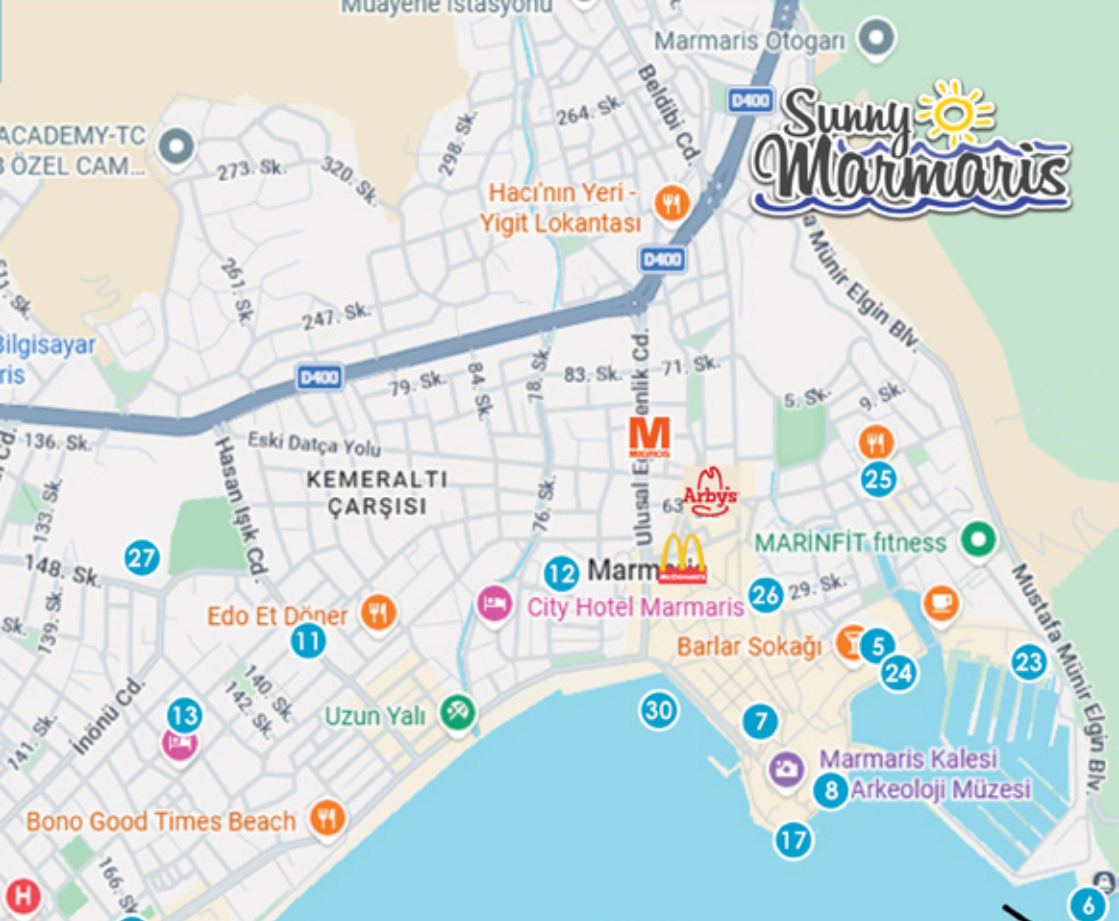 Muayene İstasyonu
Marmaris Otogarı
D400
Sunny
Marmaris
Beldibi Cd.
264. Sk.
298. Sk.
ACADEMY-TC
B ÖZEL CAM...
273. Sk.
320. Sk.
Hacı'nın Yeri -
Yigit Lokantası
D400
a Münir Elgin Blv.
261. Sk.
247. Sk.
Bilgisayar
ris
D400
79. Sk.
84. Sk.
78. Sk.
83. Sk.
71. Sk.
5. Sk.
9. Sk.
136. Sk.
Eski Datça Yolu
Hasan Işık Cd.
KEMERALTI
ÇARŞISI
M
MIGROS
25
133. Sk.
76. Sk.
63
Arby's
MARİNFİT fıtness
27
148. Sk.
12
Marm
McDonald's
26
29. Sk.
139. Sk.
Sk.
Edo Et Döner
11
City Hotel Marmaris
Barlar Sokağı
5
24
23
Mustafa Münir Elgin Blv.
140. Sk.
142. Sk.
13
İnönü Cd.
141. Sk.
Uzun Yalı
30
7
Marmaris Kalesi
8
Arkeoloji Müzesi
17
Bono Good Times Beach
166. Sk.
H
6